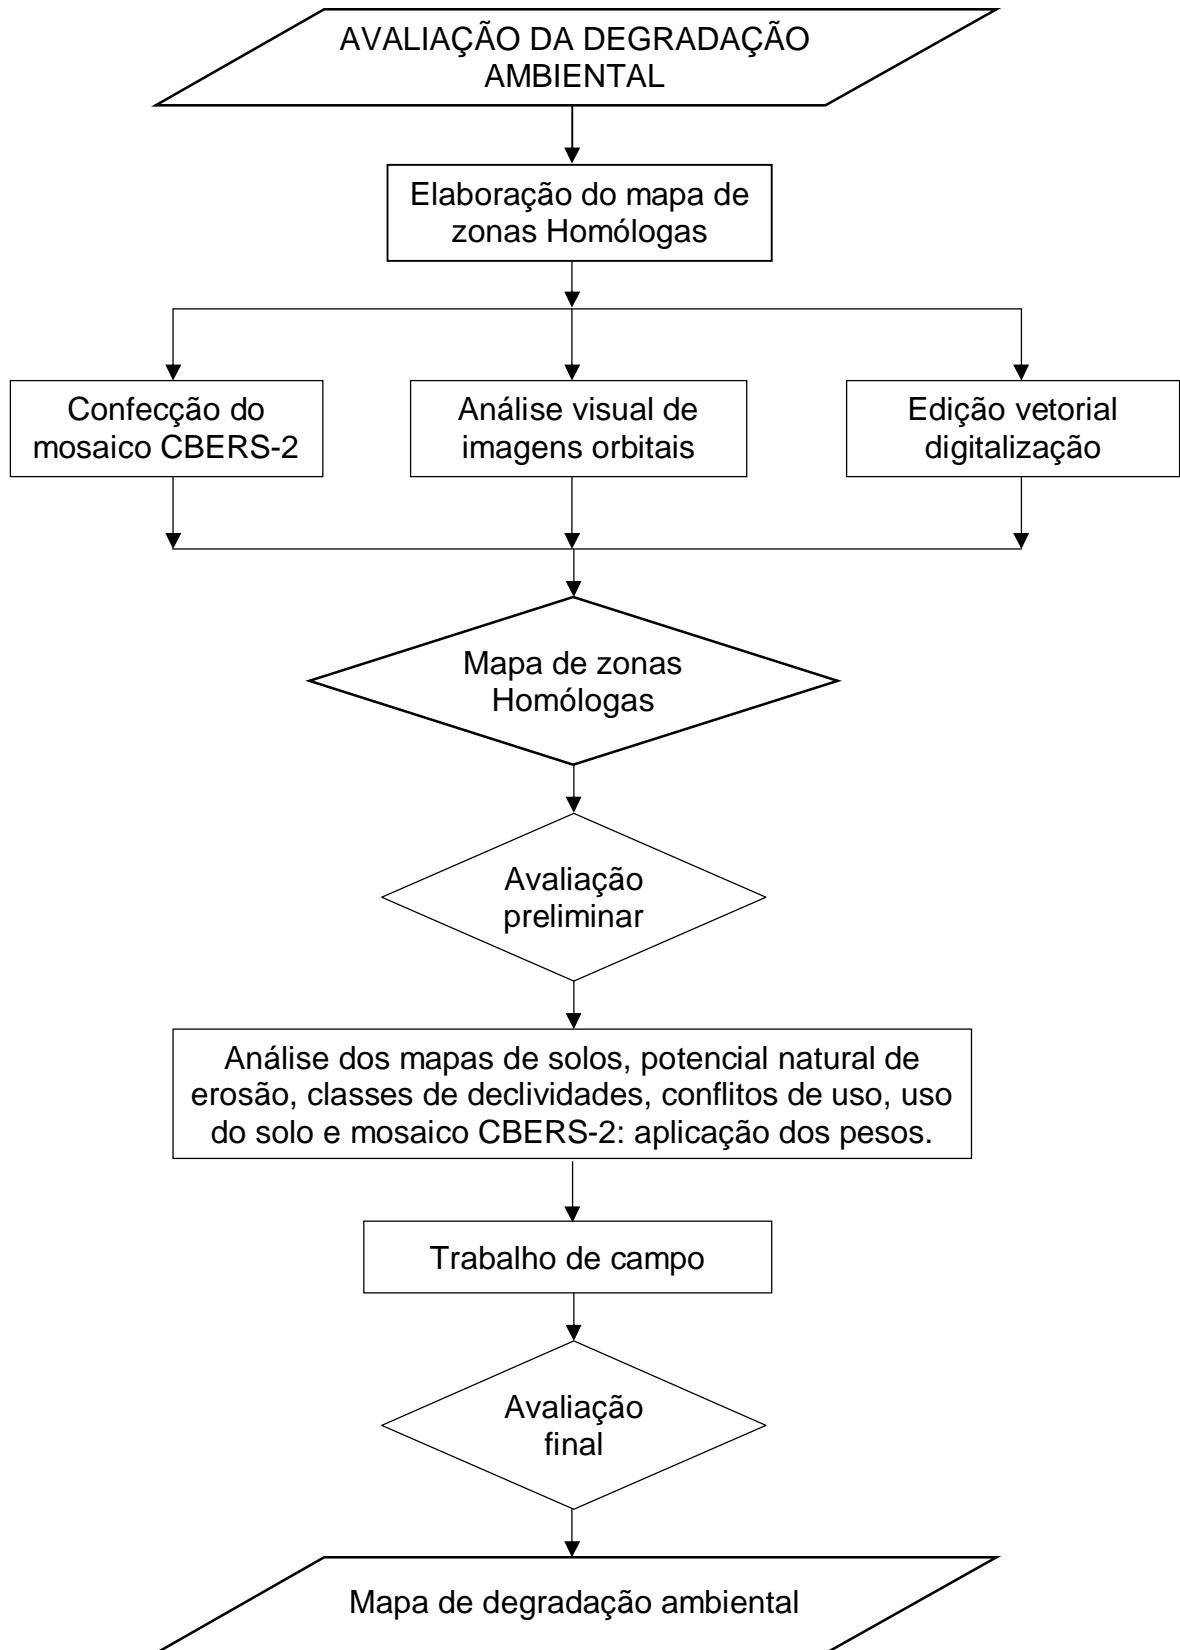 AVALIAÇÃO DA DEGRADAÇÃO
AMBIENTAL
Elaboração do mapa de
zonas Homólogas
Confecção do
mosaico CBERS-2
Análise visual de
imagens orbitais
Edição vetorial
digitalização
Mapa de zonas
Homólogas
Avaliação
preliminar
Análise dos mapas de solos, potencial natural de
erosão, classes de declividades, conflitos de uso, uso
do solo e mosaico CBERS-2: aplicação dos pesos.
Trabalho de campo
Avaliação
final
Mapa de degradação ambiental